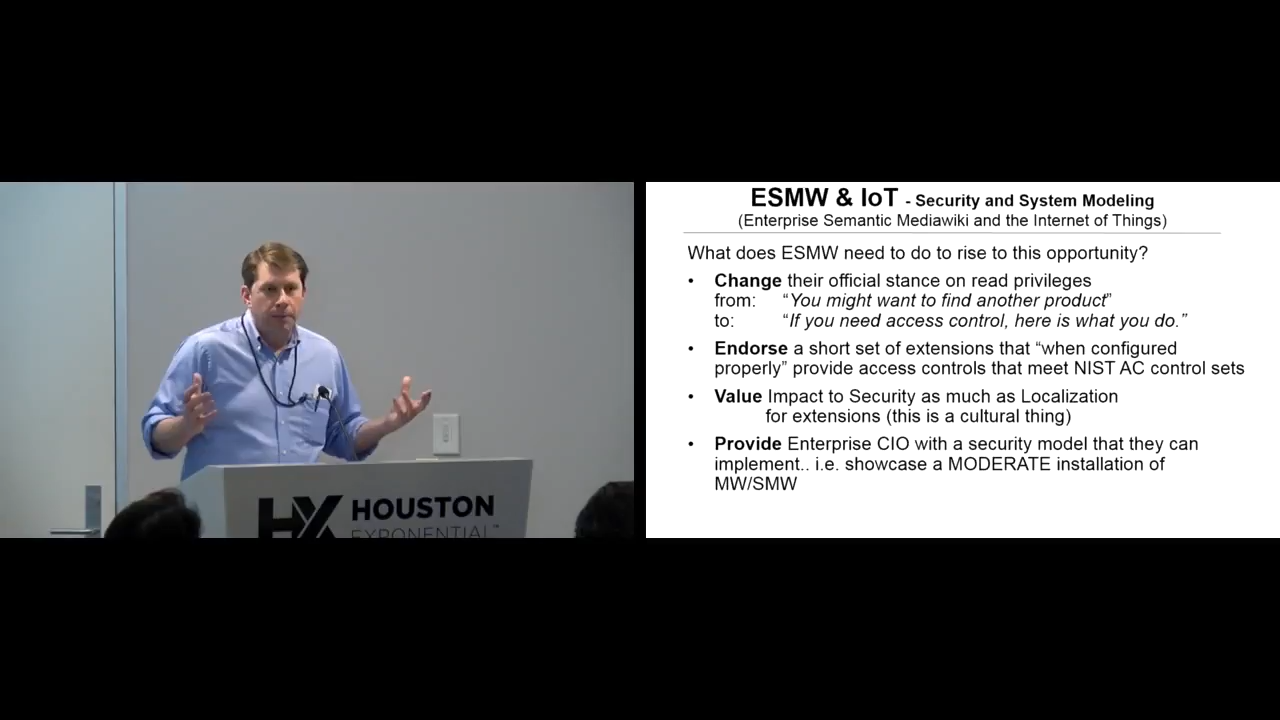 HX HOUSTON
EXPONENTIAL™
ESMW & IoT - Security and System Modeling
(Enterprise Semantic Mediawiki and the Internet of Things)
What does ESMW need to do to rise to this opportunity?
• Change their official stance on read privileges
from: “You might want to find another product”
to: “If you need access control, here is what you do.”
• Endorse a short set of extensions that “when configured
properly” provide access controls that meet NIST AC control sets
• Value Impact to Security as much as Localization
for extensions (this is a cultural thing)
• Provide Enterprise CIO with a security model that they can
implement.. i.e. showcase a MODERATE installation of
MW/SMW